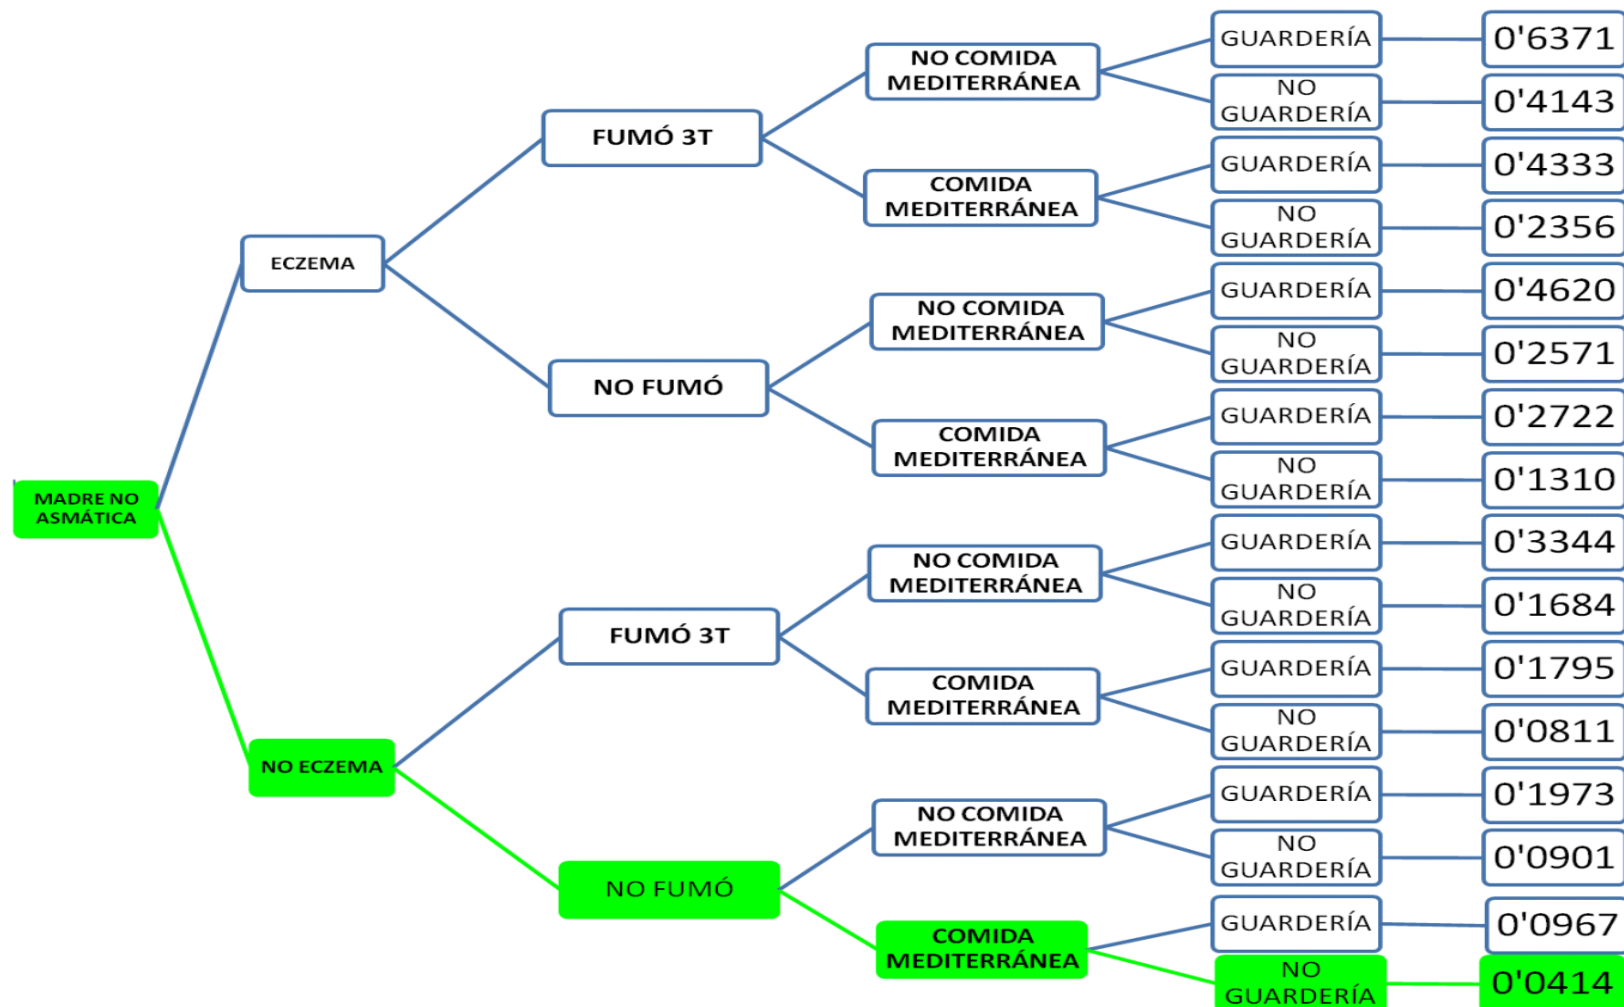 GUARDERÍA
0'6371
NO COMIDA
MEDITERRÁNEA
NO
GUARDERÍA
0'4143
FUMÓ 3T
GUARDERÍA
0'4333
COMIDA
MEDITERRÁNEA
NO
GUARDERÍA
0'2356
ECZEMA
GUARDERÍA
0'4620
NO COMIDA
MEDITERRÁNEA
NO
GUARDERÍA
0'2571
NO FUMÓ
GUARDERÍA
0'2722
COMIDA
MEDITERRÁNEA
NO
GUARDERÍA
0'1310
MADRE NO
ASMÁTICA
GUARDERÍA
0'3344
NO COMIDA
MEDITERRÁNEA
NO
GUARDERÍA
0'1684
FUMÓ 3T
GUARDERÍA
0'1795
COMIDA
MEDITERRÁNEA
NO
GUARDERÍA
0'0811
NO ECZEMA
GUARDERÍA
0'1973
NO COMIDA
MEDITERRÁNEA
NO
GUARDERÍA
0'0901
NO FUMÓ
GUARDERÍA
0'0967
COMIDA
MEDITERRÁNEA
NO
GUARDERÍA
0'0414